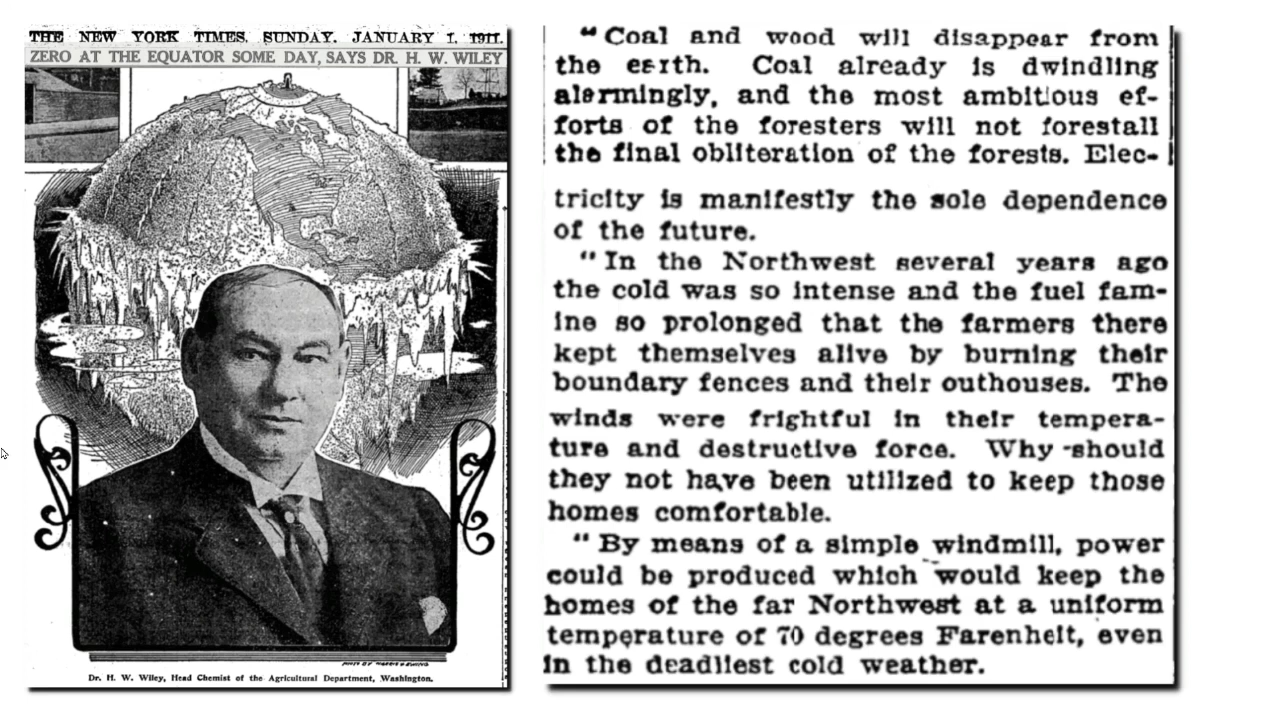 THE NEW YORK TIMES, SUNDAY, JANUARY 1, 1911.
ZERO AT THE EQUATOR SOME DAY, SAYS DR. H. W. WILEY
PHOTO BY HARRIS & EWING
Dr. H. W. Wiley, Head Chemist of the Agricultural Department, Washington.
“Coal and wood will disappear from
the earth. Coal already is dwindling
alarmingly, and the most ambitious ef-
forts of the foresters will not forestall
the final obliteration of the forests. Elec-
tricity is manifestly the sole dependence
of the future.
“In the Northwest several years ago
the cold was so intense and the fuel fam-
ine so prolonged that the farmers there
kept themselves alive by burning their
boundary fences and their outhouses. The
winds were frightful in their tempera-
ture and destructive force. Why should
they not have been utilized to keep those
homes comfortable.
“By means of a simple windmill, power
could be produced which would keep the
homes of the far Northwest at a uniform
temperature of 70 degrees Farenheit, even
in the deadliest cold weather.